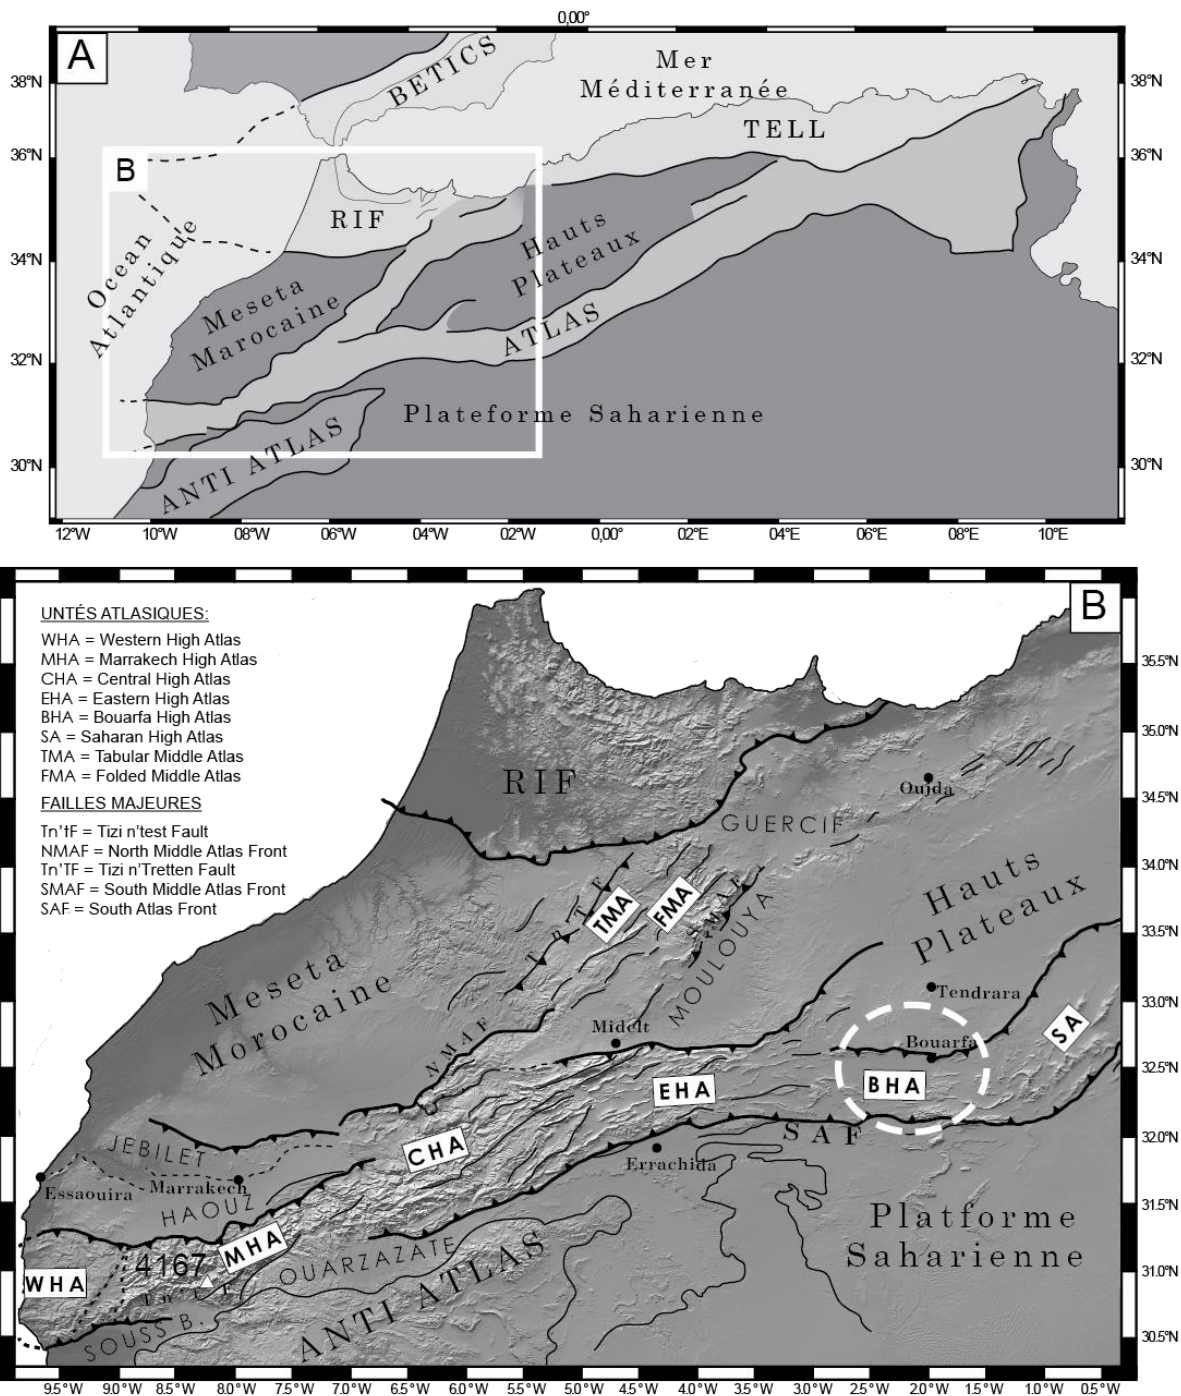 0,00°
A
38°N
36°N
34°N
32°N
30°N
38°N
36°N
34°N
32°N
30°N
BETICS
Mer
Méditerranée
TELL
B
RIF
Ocean
Atlantique
Hauts
Plateaux
Meseta
Marocaine
ATLAS
Plateforme Saharienne
ANTI ATLAS
12°W 10°W 08°W 06°W 04°W 02°W 0,00° 02°E 04°E 06°E 08°E 10°E
B
UNTÉS ATLASIQUES:
WHA = Western High Atlas
MHA = Marrakech High Atlas
CHA = Central High Atlas
EHA = Eastern High Atlas
BHA = Bouarfa High Atlas
SA = Saharan High Atlas
TMA = Tabular Middle Atlas
FMA = Folded Middle Atlas
FAILLES MAJEURES
Tn'tF = Tizi n'test Fault
NMAF = North Middle Atlas Front
Tn'TF = Tizi n'Tretten Fault
SMAF = South Middle Atlas Front
SAF = South Atlas Front
35.5°N
35.0°N
34.5°N
34.0°N
33.5°N
33.0°N
32.5°N
32.0°N
31.5°N
31.0°N
30.5°N
RIF
Oujda
GUERCIF
Hauts
Plateaux
TMA
FMA
SMAF
MOULOUYA
Meseta
Morocaine
Tendrara
NMAF
Midelt
Bouarfa
SA
EHA
BHA
JEBILET
CHA
SAF
Errachida
Essaouira
Marrakech
HAOUZ
MHA
4167
WHA
OUARZAZATE
Platforme
Saharienne
SOUSS B.
ANTI ATLAS
9.5°W 9.0°W 8.5°W 8.0°W 7.5°W 7.0°W 6.5°W 6.0°W 5.5°W 5.0°W 4.5°W 4.0°W 3.5°W 3.0°W 2.5°W 2.0°W 1.5°W 1.0°W 0.5°W